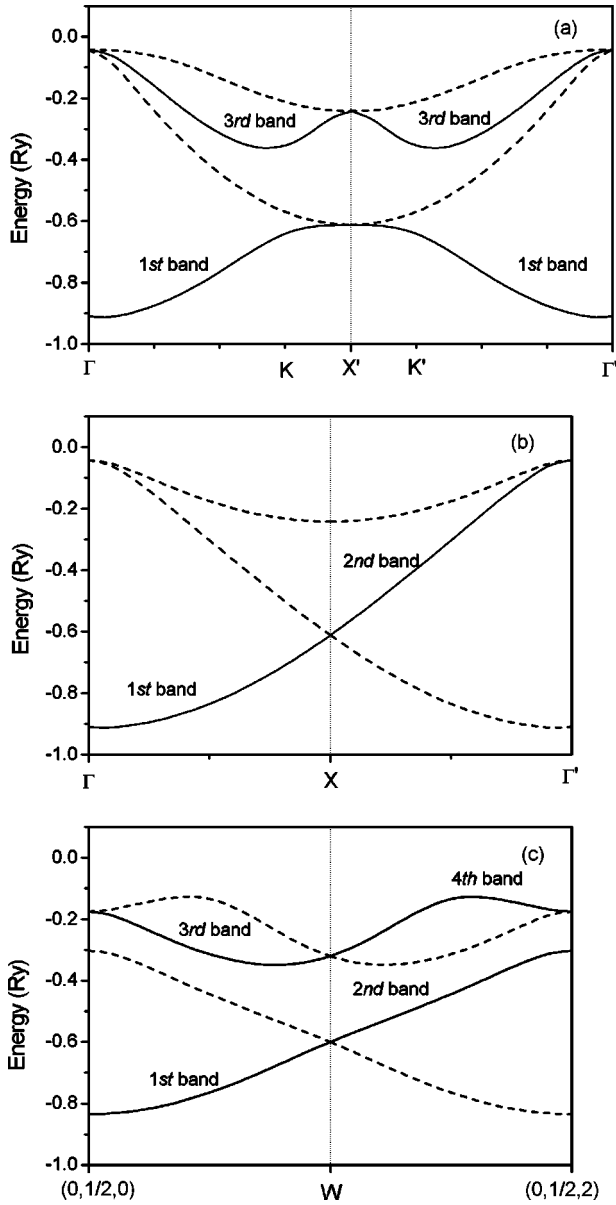 (a)
0.0
-0.2
-0.4
-0.6
-0.8
-1.0
Energy (Ry)
3rd band
3rd band
1st band
1st band
Γ
K
X'
K'
Γ'
(b)
0.0
-0.2
-0.4
-0.6
-0.8
-1.0
Energy (Ry)
2nd band
1st band
Γ
X
Γ'
(c)
0.0
-0.2
-0.4
-0.6
-0.8
-1.0
Energy (Ry)
4th band
3rd band
2nd band
1st band
(0,1/2,0)
W
(0,1/2,2)